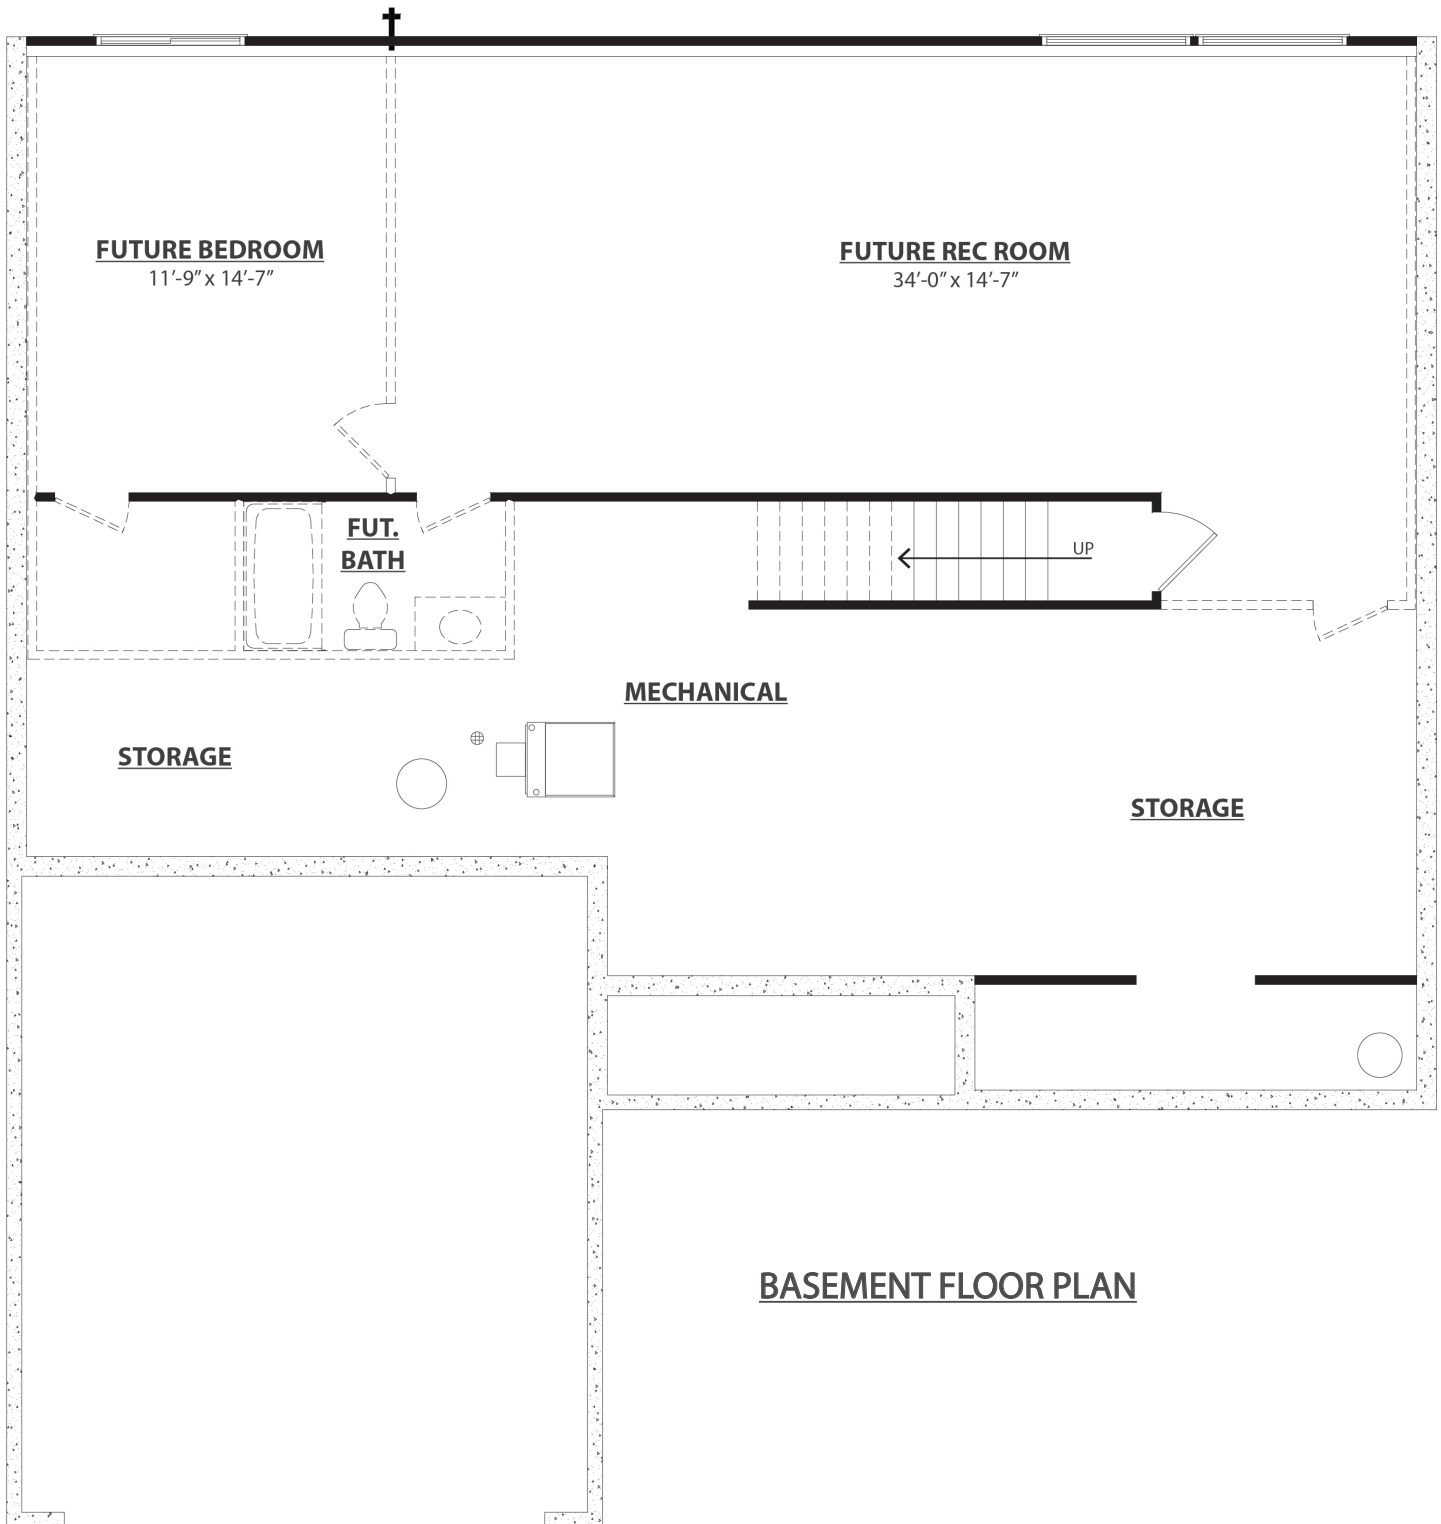 FUTURE BEDROOM
11’-9” x 14’-7”
FUTURE REC ROOM
34’-0” x 14’-7”
FUT.
BATH
UP
MECHANICAL
STORAGE
STORAGE
BASEMENT FLOOR PLAN